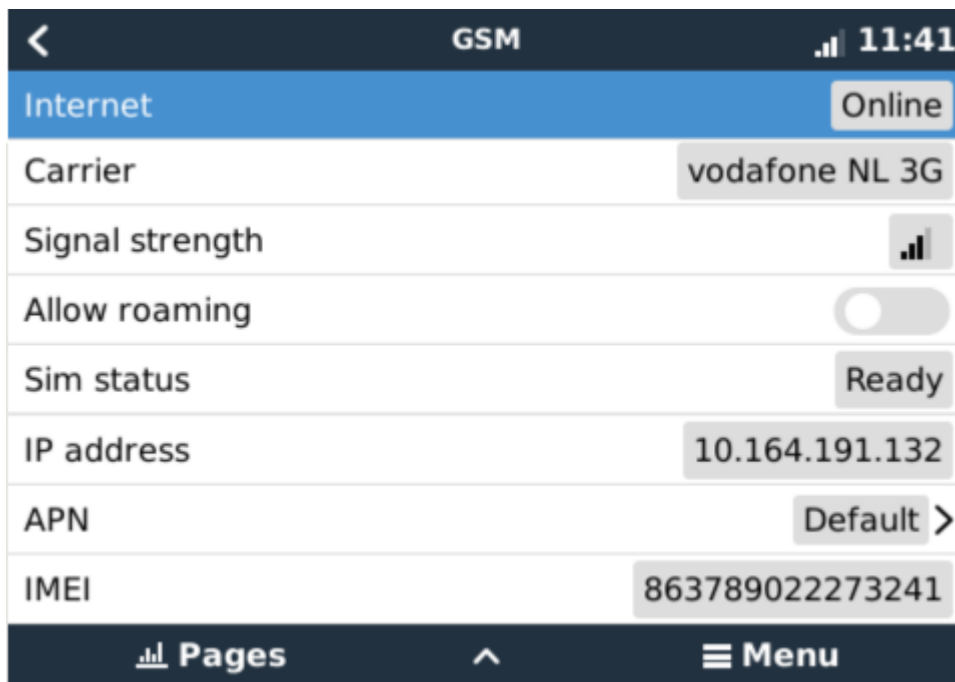 GSM 11:41
Internet Online
Carrier vodafone NL 3G
Signal strength
Allow roaming
Sim status Ready
IP address 10.164.191.132
APN Default
IMEI 863789022273241
Pages Menu